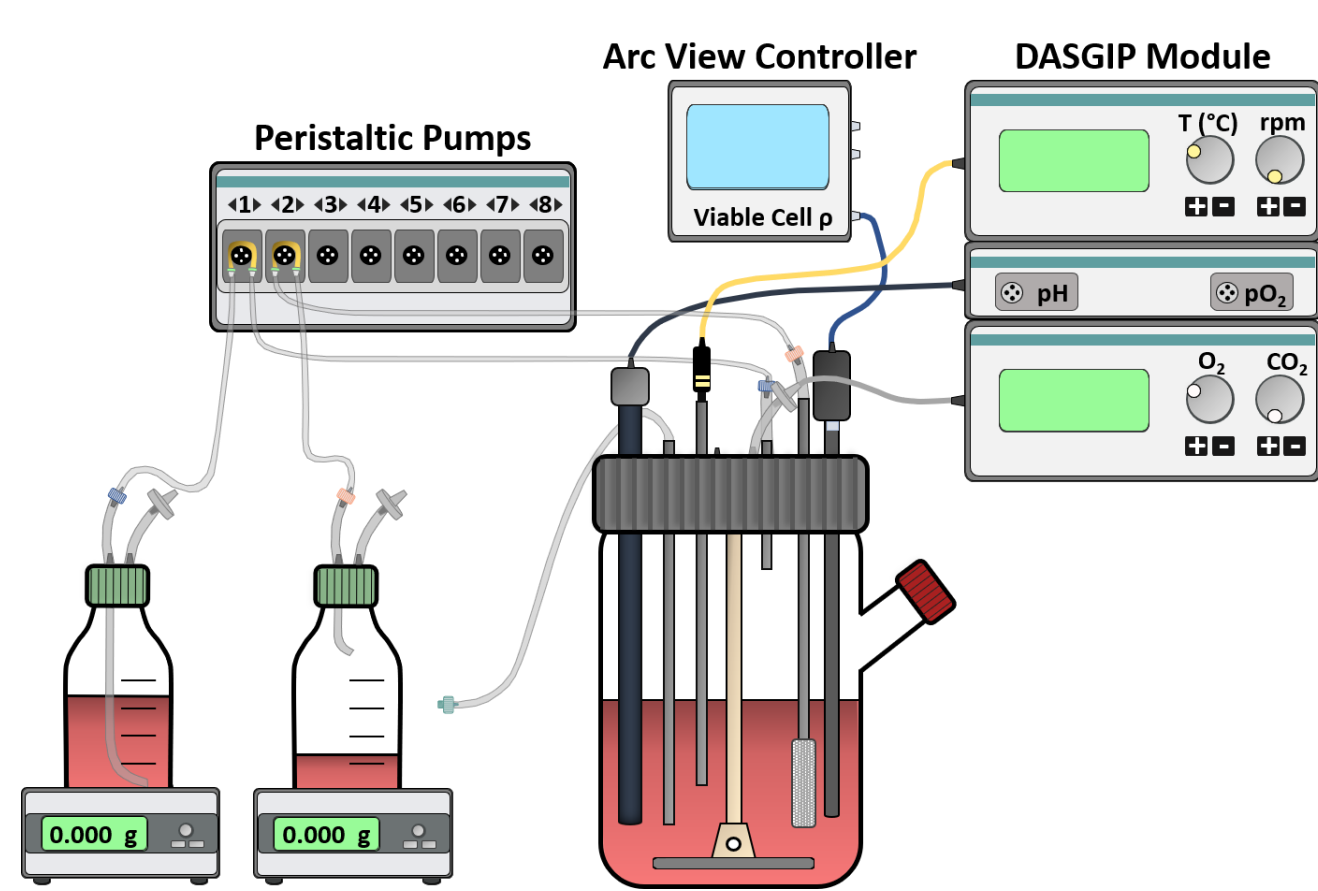 Arc View Controller
DASGIP Module
Peristaltic Pumps
T (°C) rpm
1 2 3 4 5 6 7 8
Viable Cell ρ
+ - + -
pH pO₂
O₂ CO₂
+ - + -
0.000 g
0.000 g